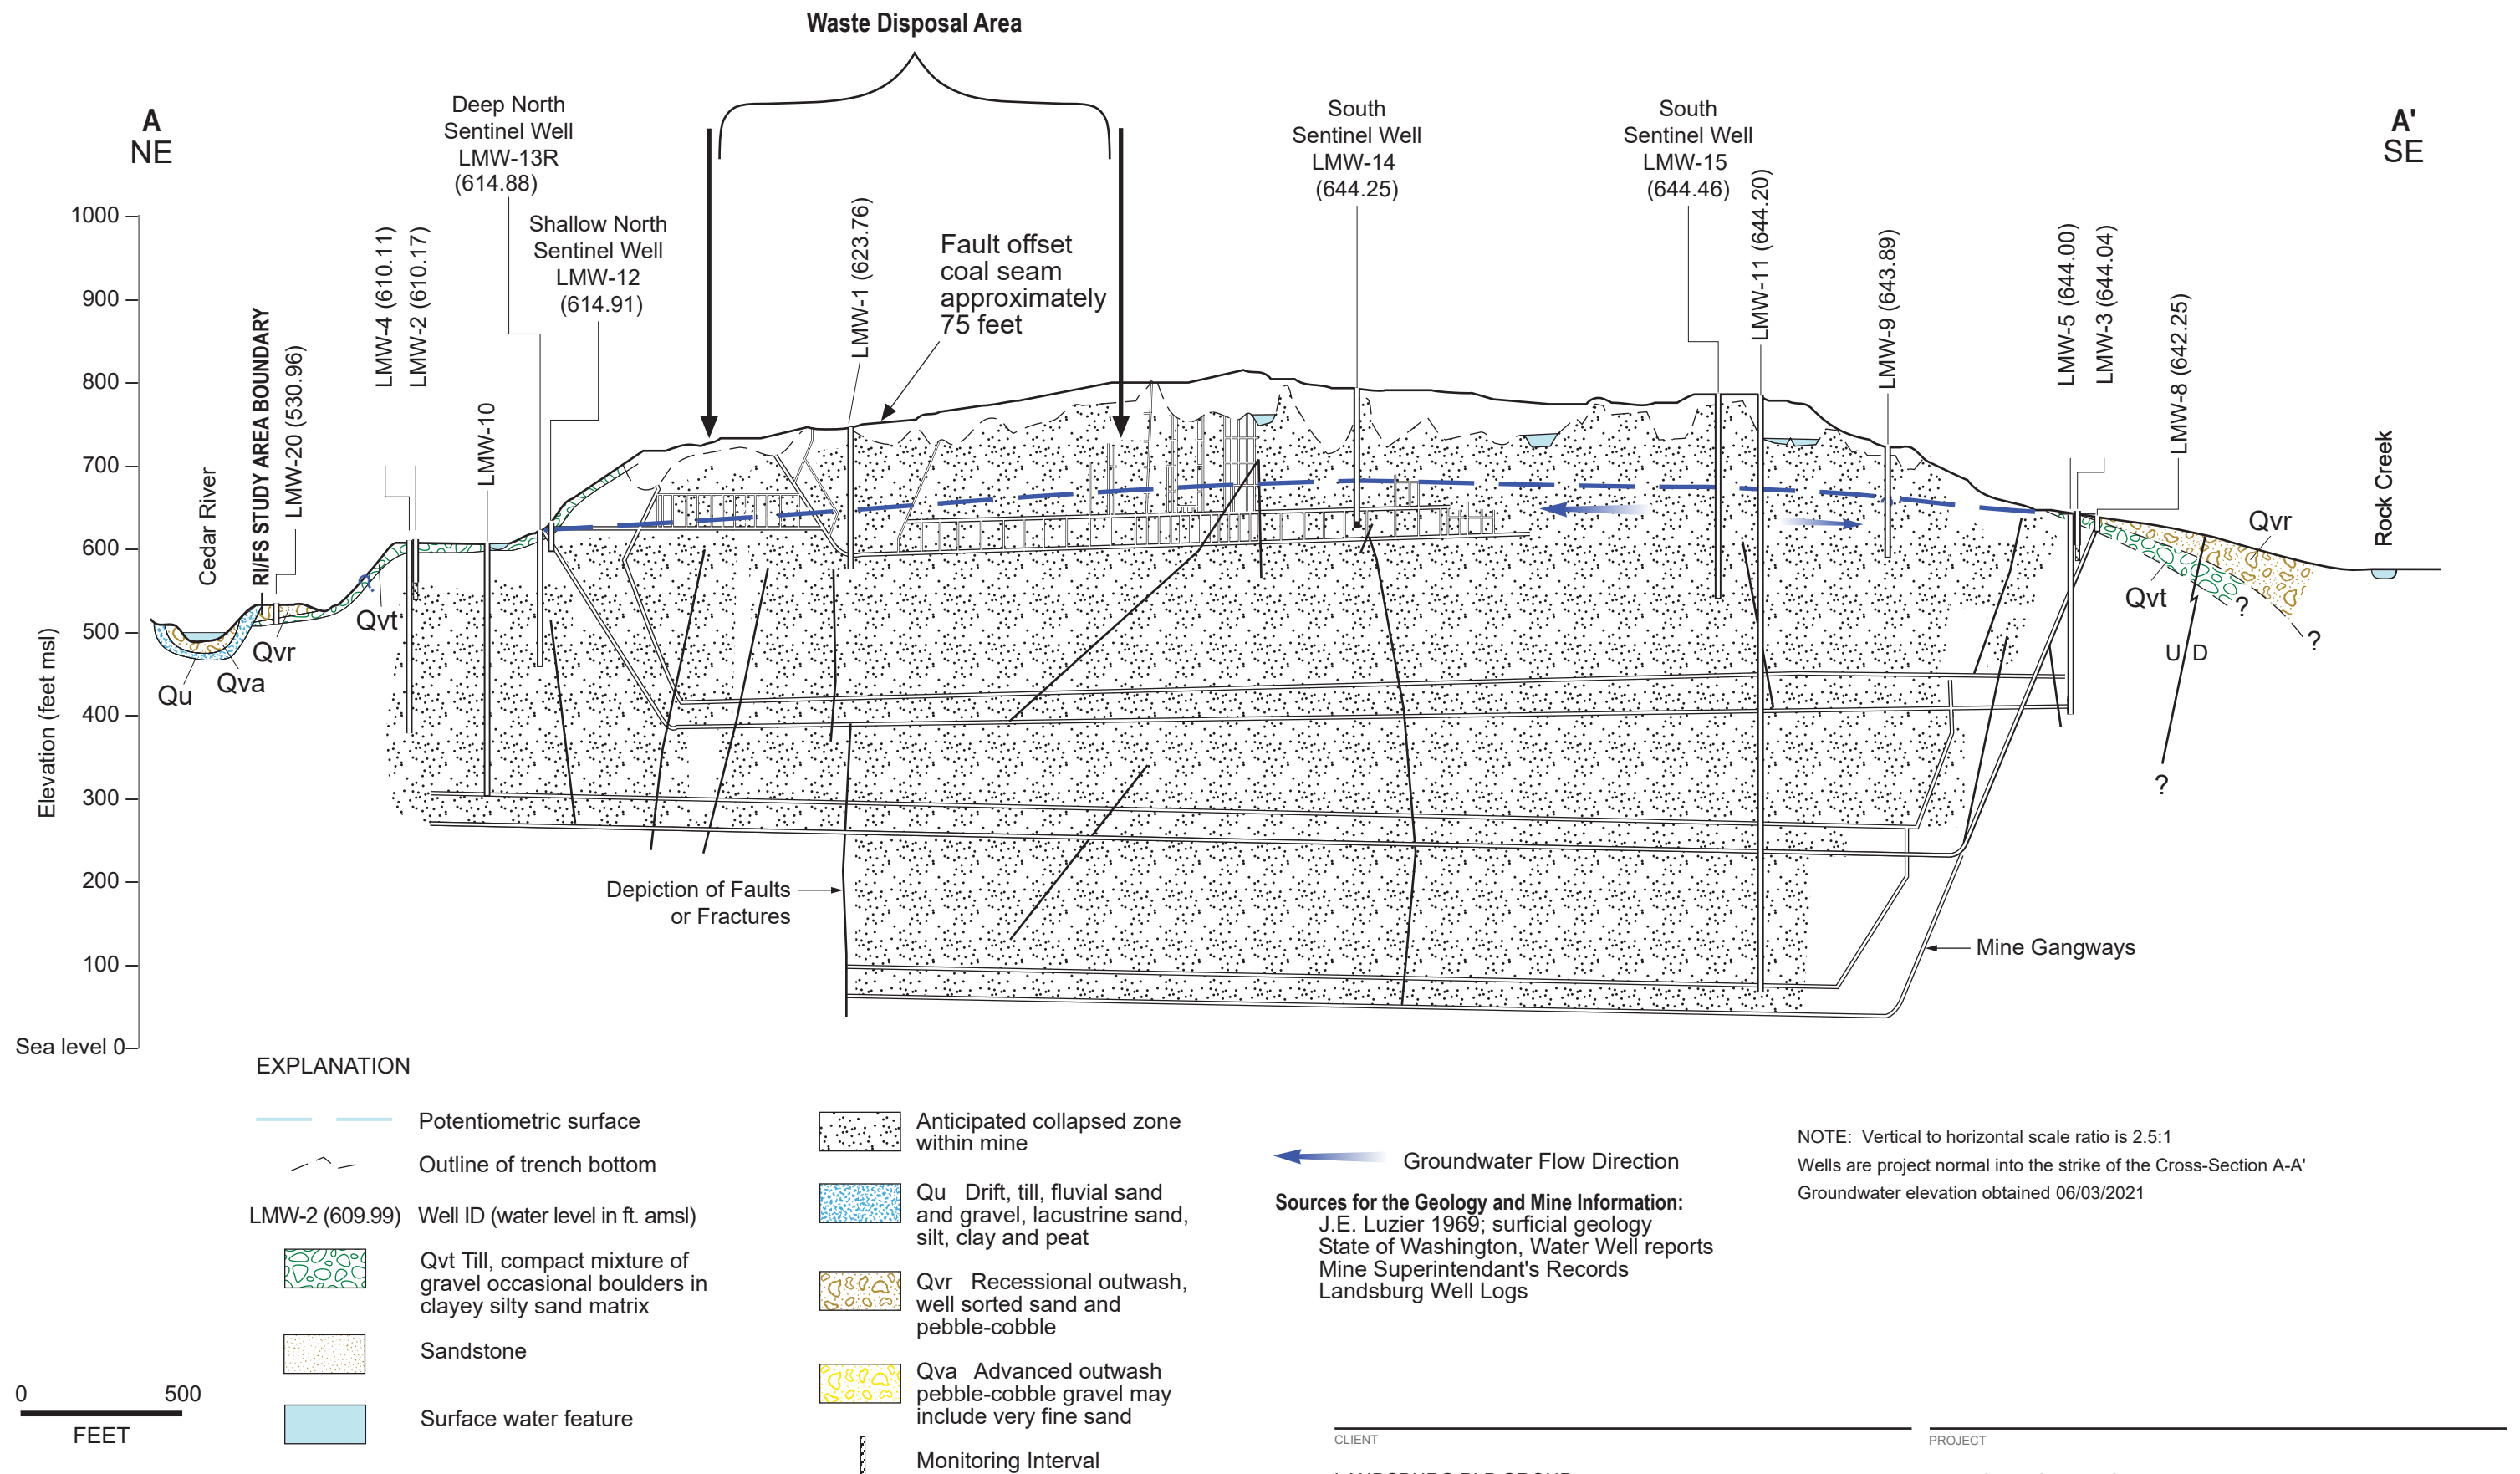 Waste Disposal Area
A
NE
Deep North
Sentinel Well
LMW-13R
(614.88)
Shallow North
Sentinel Well
LMW-12
(614.91)
South
Sentinel Well
LMW-14
(644.25)
South
Sentinel Well
LMW-15
(644.46)
A'
SE
Cedar River
RI/FS STUDY AREA BOUNDARY
LMW-20 (530.96)
LMW-4 (610.11)
LMW-2 (610.17)
LMW-10
LMW-1 (623.76)
Fault offset
coal seam
approximately
75 feet
LMW-11 (644.20)
LMW-9 (643.89)
LMW-5 (644.00)
LMW-3 (644.04)
LMW-8 (642.25)
Rock Creek
Elevation (feet msl)
1000
900
800
700
600
500
400
300
200
100
Sea level 0
Qu
Qva
Qvr
Qvt
Qvr
Qvt
?
?
U D
?
Depiction of Faults
or Fractures
Mine Gangways
EXPLANATION
Potentiometric surface
Outline of trench bottom
LMW-2 (609.99) Well ID (water level in ft. amsl)
Qvt Till, compact mixture of
gravel occasional boulders in
clayey silty sand matrix
Sandstone
Surface water feature
Anticipated collapsed zone
within mine
Qu Drift, till, fluvial sand
and gravel, lacustrine sand,
silt, clay and peat
Qvr Recessional outwash,
well sorted sand and
pebble-cobble
Qva Advanced outwash
pebble-cobble gravel may
include very fine sand
Monitoring Interval
Groundwater Flow Direction
Sources for the Geology and Mine Information:
J.E. Luzier 1969; surficial geology
State of Washington, Water Well reports
Mine Superintendant's Records
Landsburg Well Logs
NOTE: Vertical to horizontal scale ratio is 2.5:1
Wells are project normal into the strike of the Cross-Section A-A'
Groundwater elevation obtained 06/03/2021
0 500
FEET
CLIENT
PROJECT